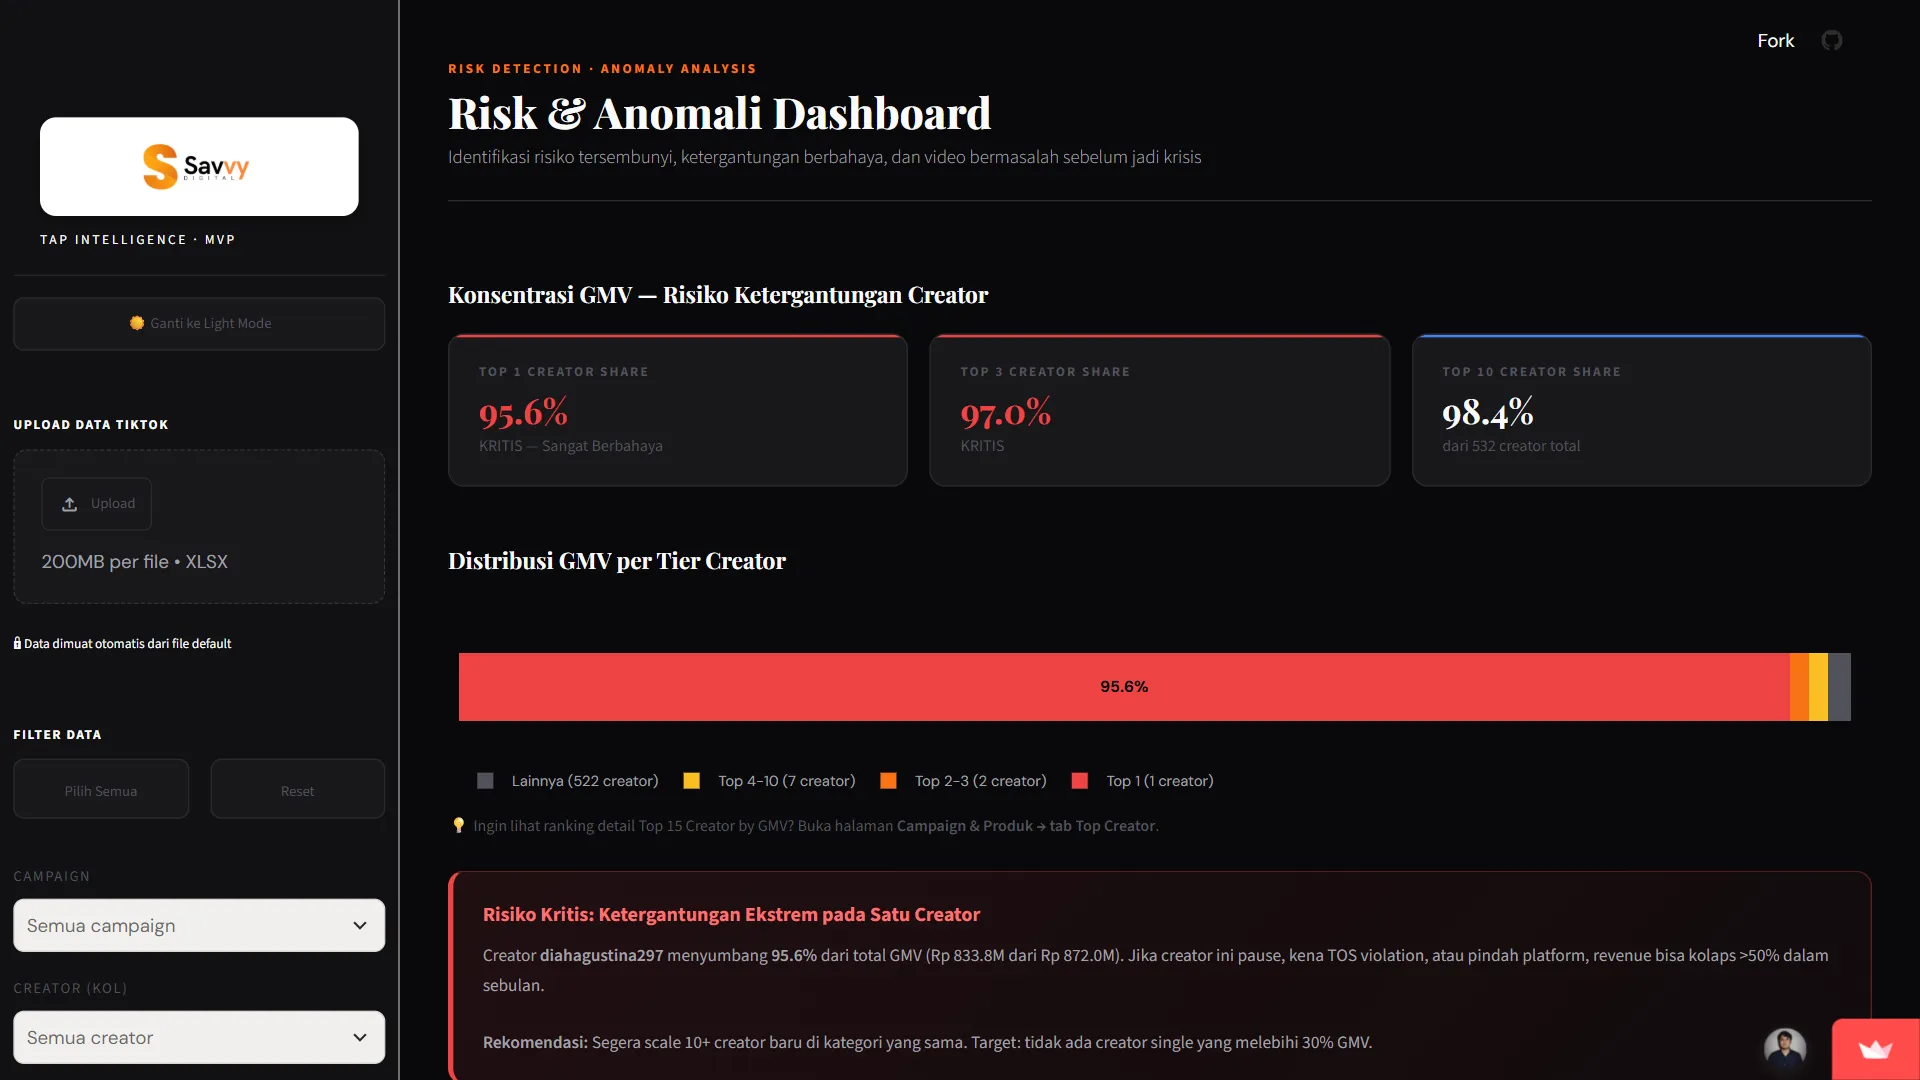 Fork
Savvy
DIGITAL
TAP INTELLIGENCE · MVP
Ganti ke Light Mode
UPLOAD DATA TIKTOK
Upload
200MB per file • XLSX
Data dimuat otomatis dari file default
FILTER DATA
Pilih Semua
Reset
CAMPAIGN
Semua campaign
CREATOR (KOL)
Semua creator
RISK DETECTION · ANOMALY ANALYSIS
Risk & Anomali Dashboard
Identifikasi risiko tersembunyi, ketergantungan berbahaya, dan video bermasalah sebelum jadi krisis
Konsentrasi GMV — Risiko Ketergantungan Creator
TOP 1 CREATOR SHARE
95.6%
KRITIS — Sangat Berbahaya
TOP 3 CREATOR SHARE
97.0%
KRITIS
TOP 10 CREATOR SHARE
98.4%
dari 532 creator total
Distribusi GMV per Tier Creator
95.6%
Lainnya (522 creator)
Top 4–10 (7 creator)
Top 2–3 (2 creator)
Top 1 (1 creator)
Ingin lihat ranking detail Top 15 Creator by GMV? Buka halaman Campaign & Produk → tab Top Creator.
Risiko Kritis: Ketergantungan Ekstrem pada Satu Creator
Creator diahagustina297 menyumbang 95.6% dari total GMV (Rp 833.8M dari Rp 872.0M). Jika creator ini pause, kena TOS violation, atau pindah platform, revenue bisa kolaps >50% dalam
sebulan.
Rekomendasi: Segera scale 10+ creator baru di kategori yang sama. Target: tidak ada creator single yang melebihi 30% GMV.